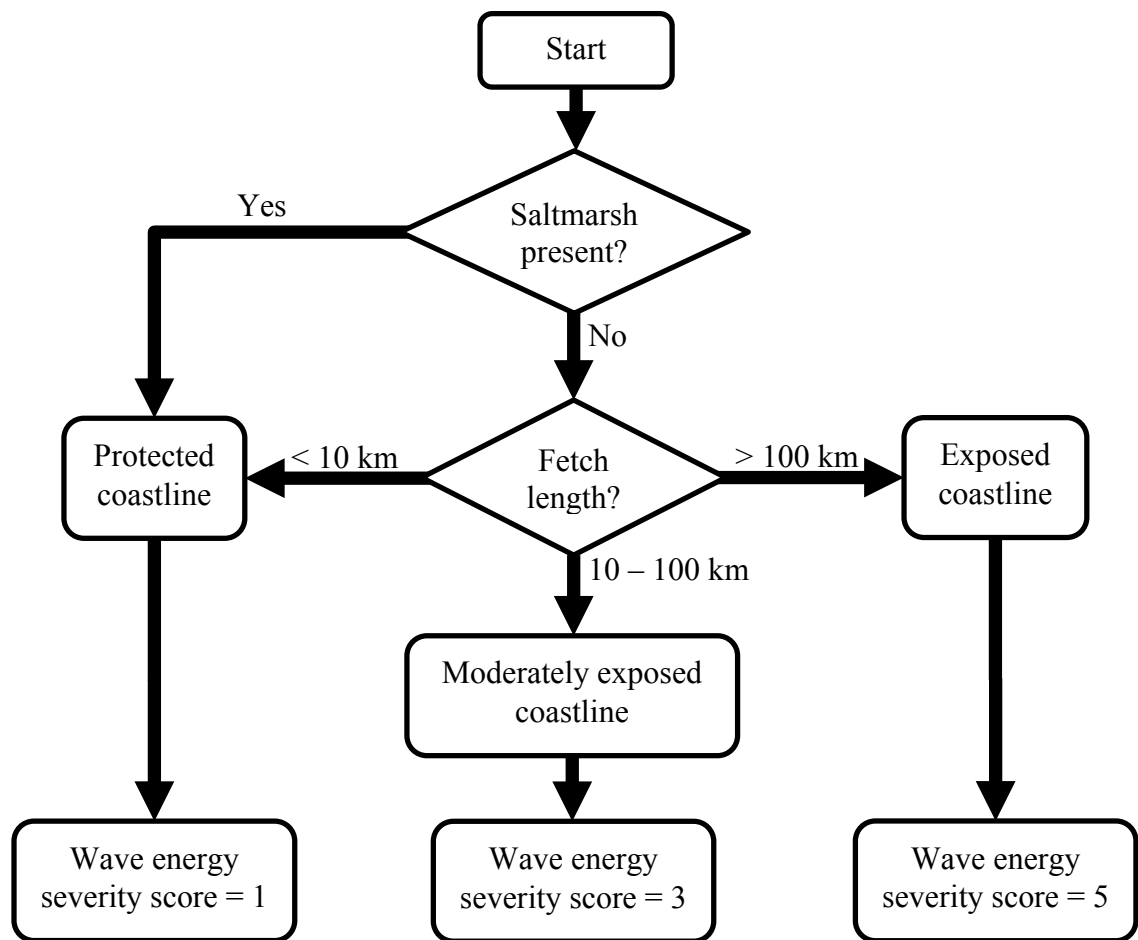 Start
Yes
Saltmarsh
present?
No
Protected
coastline
< 10 km
Fetch
length?
> 100 km
Exposed
coastline
10 – 100 km
Moderately exposed
coastline
Wave energy
severity score = 1
Wave energy
severity score = 3
Wave energy
severity score = 5